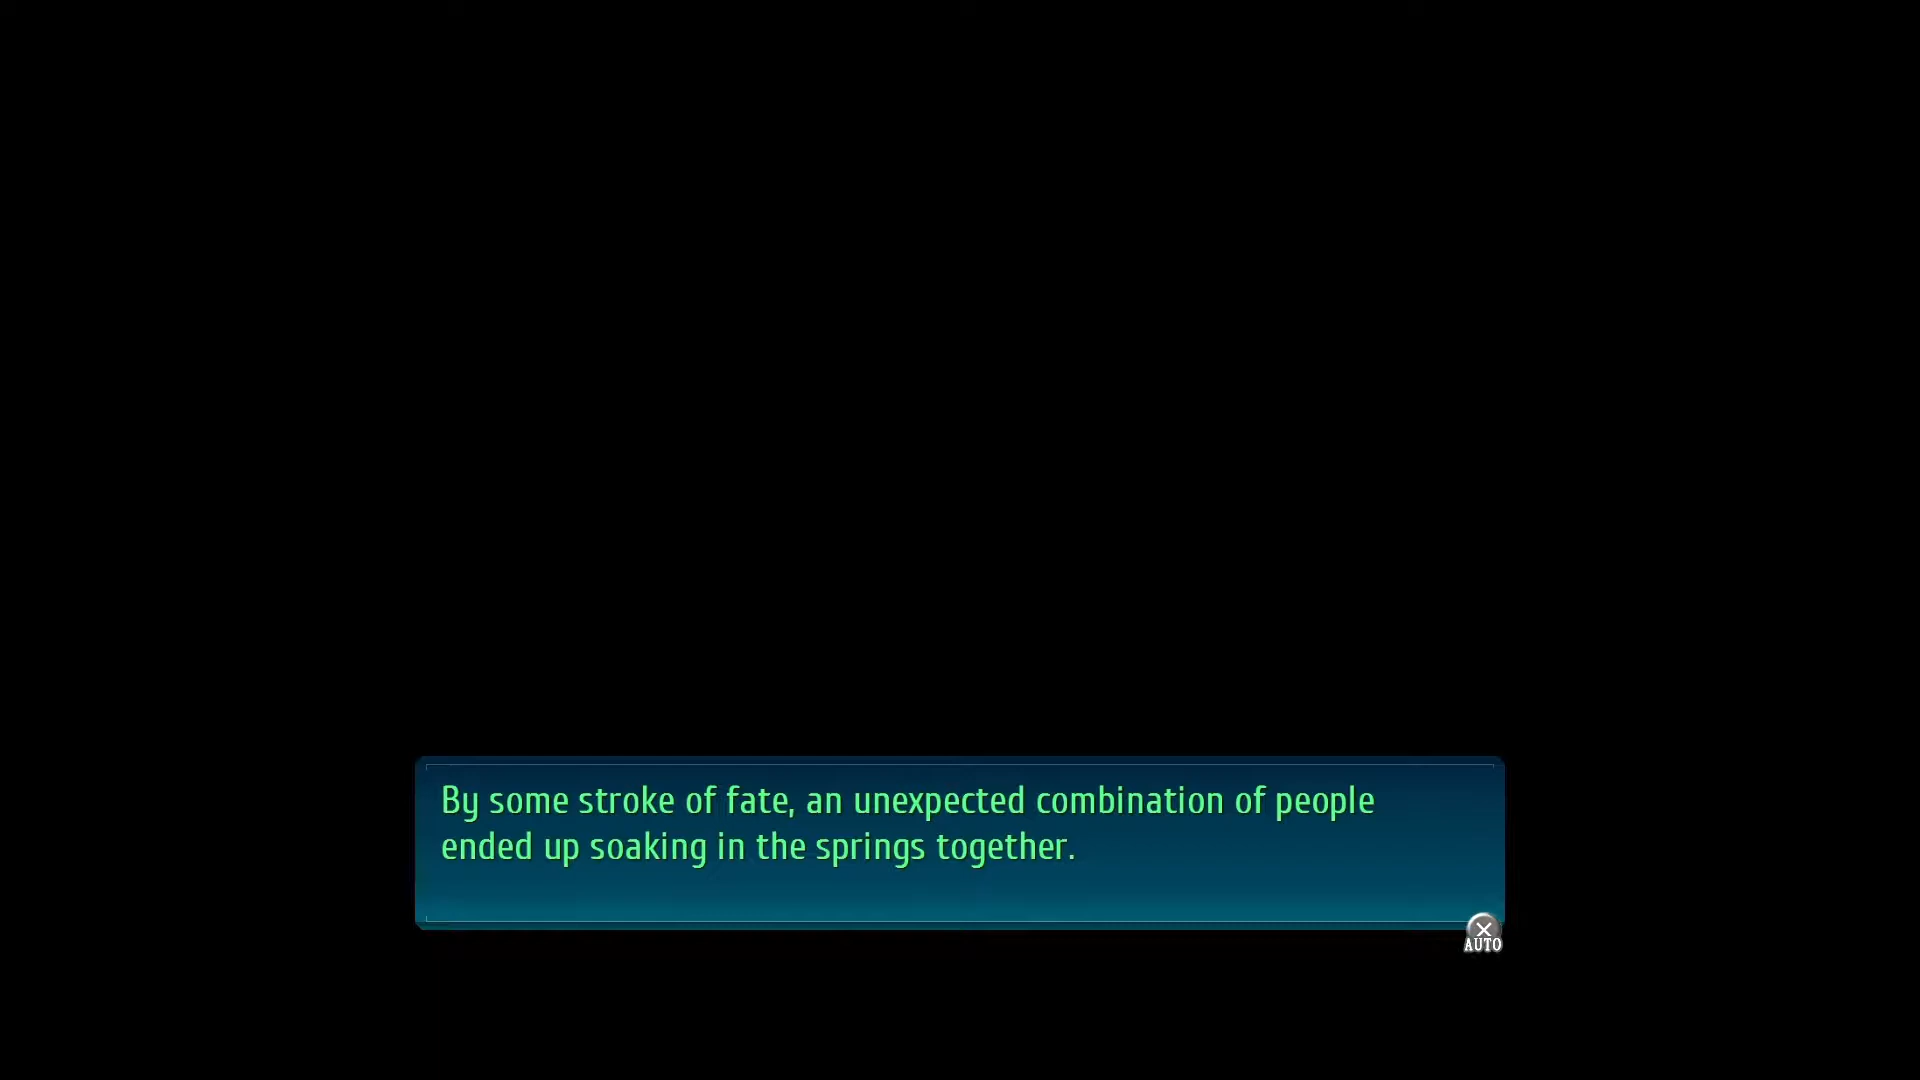 By some stroke of fate, an unexpected combination of people
ended up soaking in the springs together.
AUTO